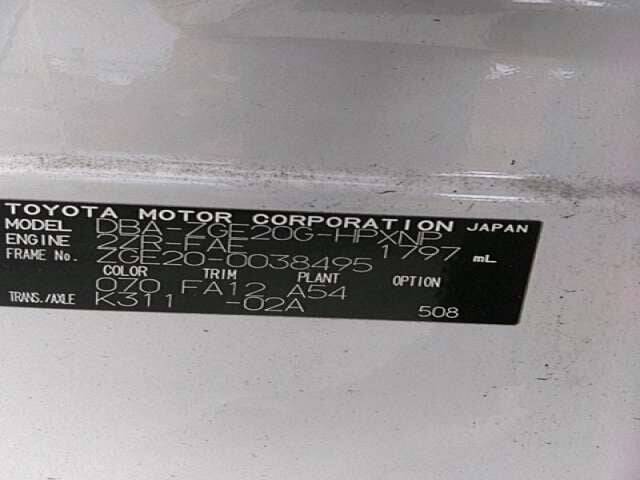 TOYOTA MOTOR CORPORATION JAPAN
MODEL DBA-ZGE20G-HPXNP
ENGINE 2ZR-FAE 1797 mL
FRAME No. ZGE20-0038495
COLOR TRIM PLANT OPTION
070 FA12 A54
TRANS./AXLE K311 -02A 508